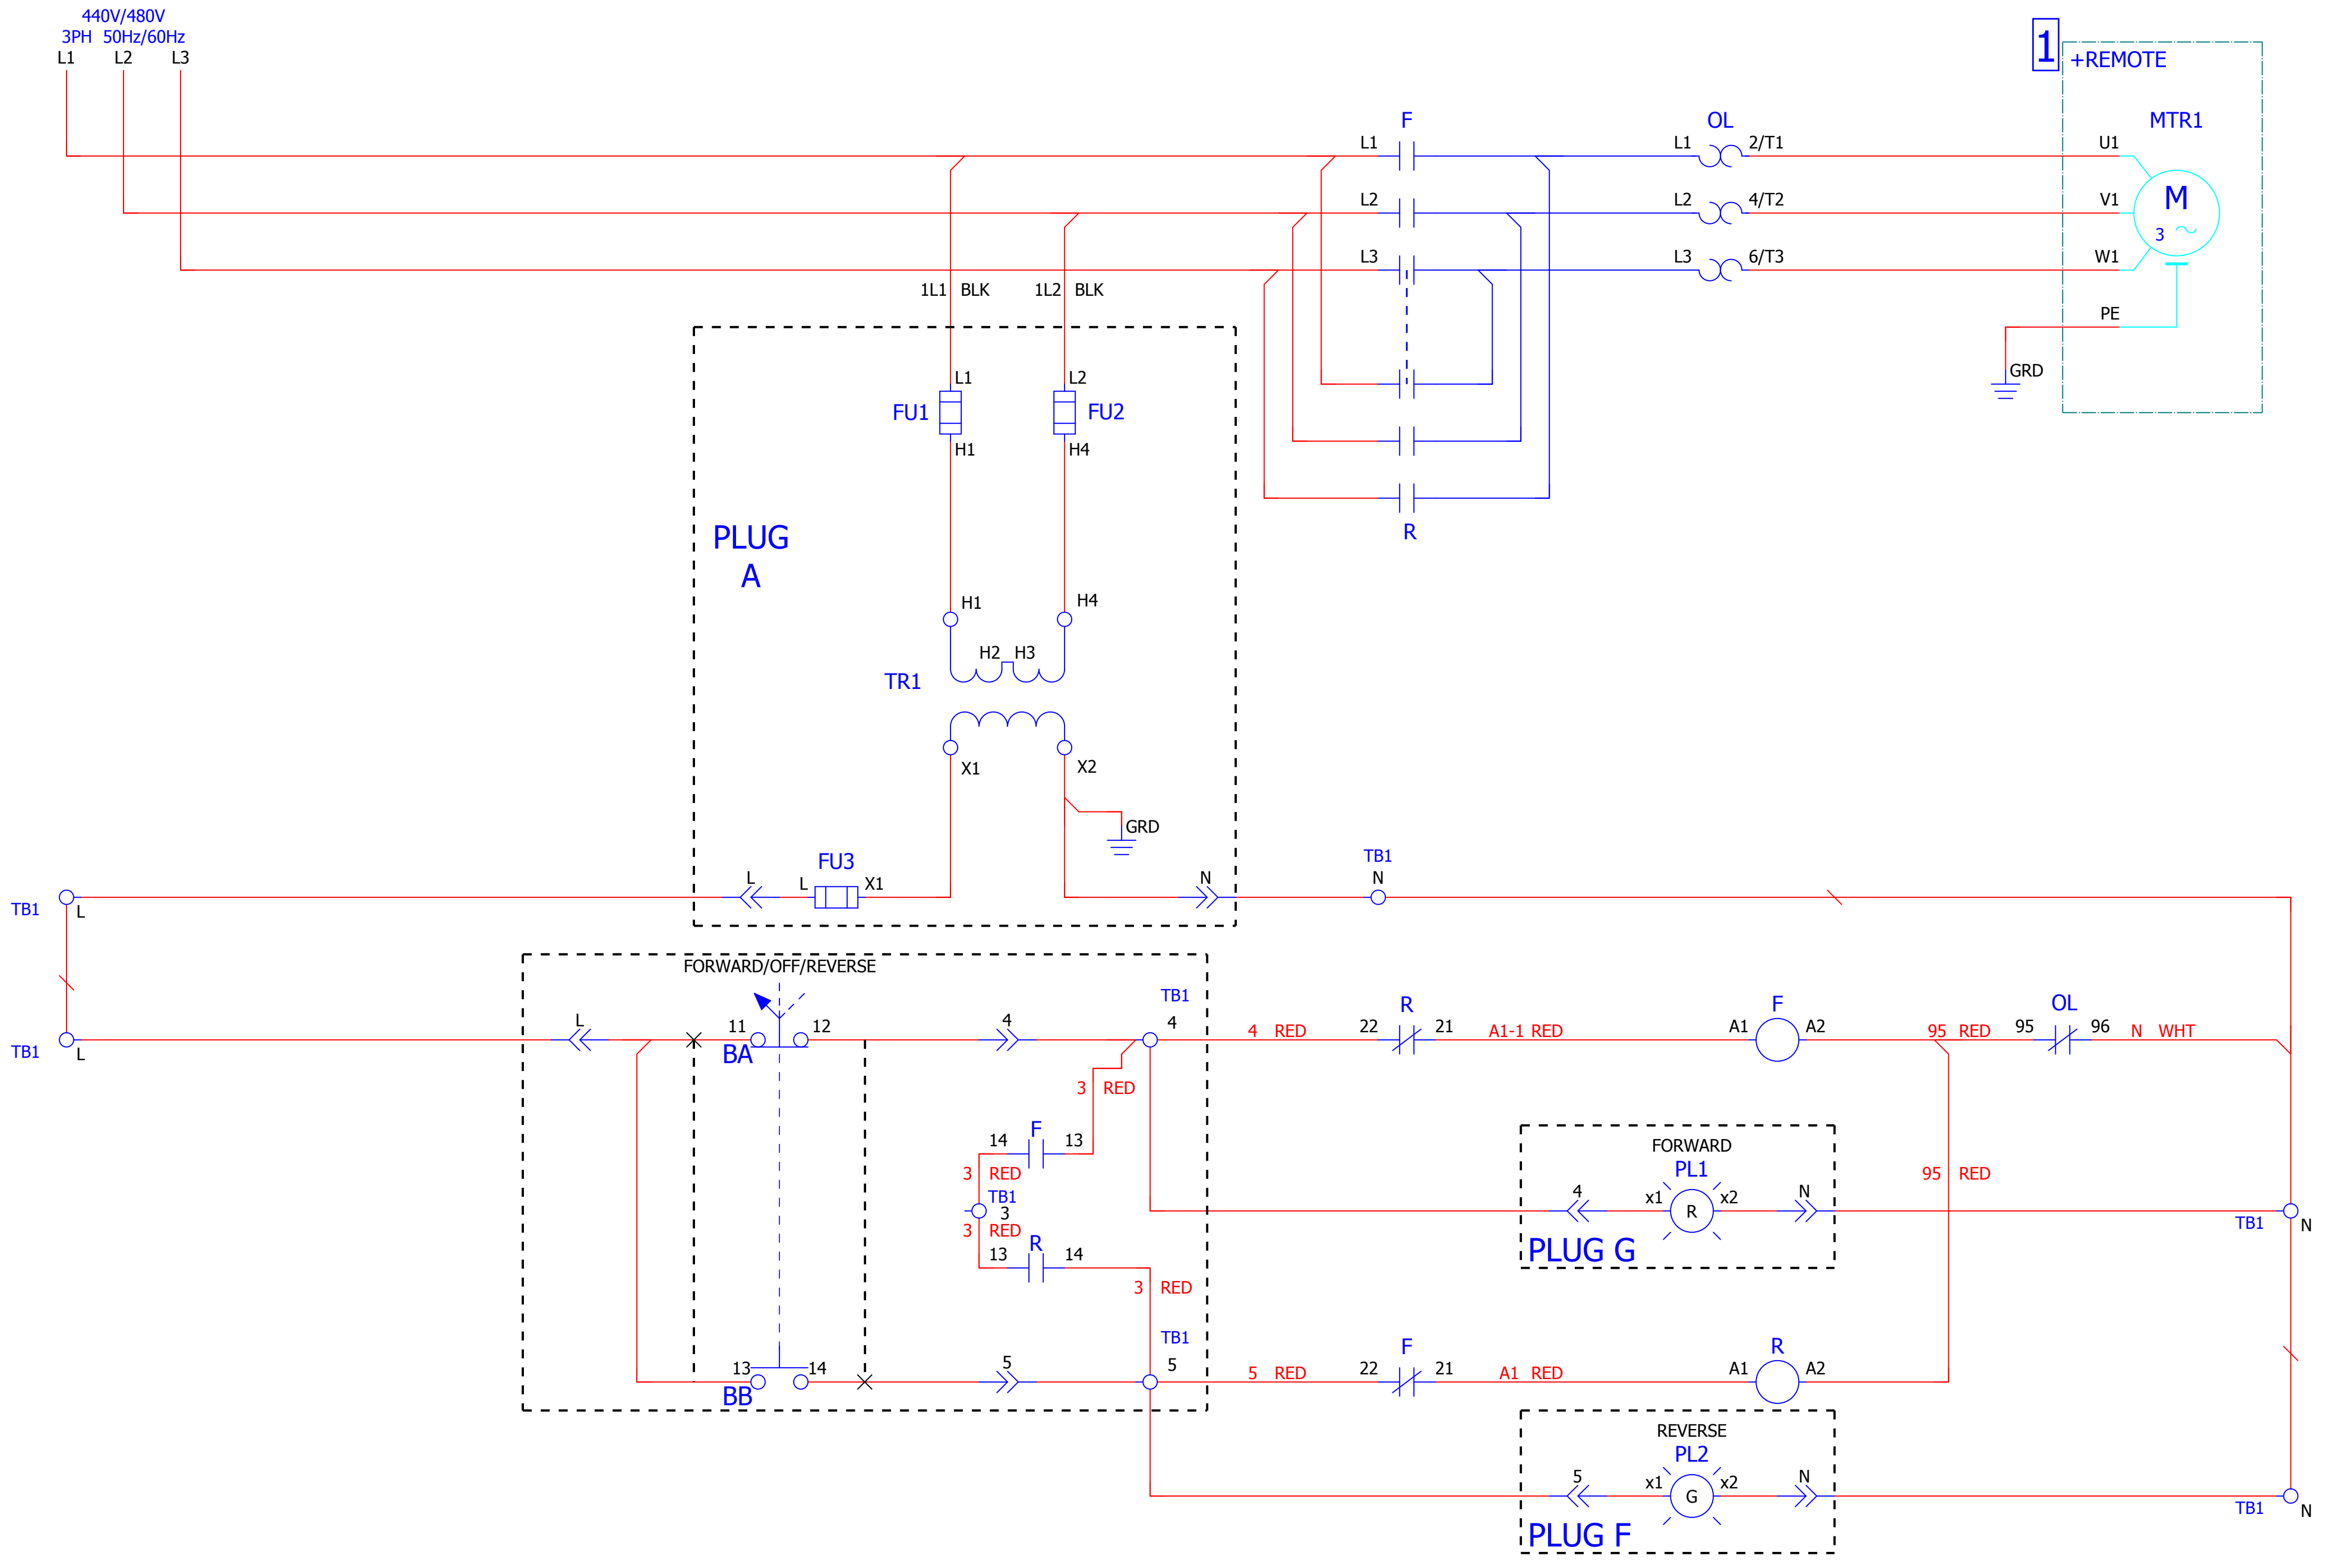 440V/480V
3PH 50Hz/60Hz
L1 L2 L3
1
+REMOTE
F
OL
MTR1
L1
L1
2/T1
U1
L2
L2
4/T2
V1
M
3
L3
L3
6/T3
W1
1L1 BLK
1L2 BLK
PE
GRD
L1
L2
FU1
FU2
H1
H4
R
PLUG
A
H1
H4
H2 H3
TR1
X1
X2
GRD
FU3
L
L
X1
N
TB1
N
TB1
L
FORWARD/OFF/REVERSE
TB1
L
L
11
12
BA
4
TB1
4
4 RED
R
22
21
A1-1 RED
F
A1
A2
95 RED
OL
95
96
N WHT
3 RED
F
14
13
3 RED
TB1
3
3 RED
R
13
14
3 RED
FORWARD
PL1
4
x1
R
x2
N
PLUG G
95 RED
TB1
N
13
14
BB
5
TB1
5
5 RED
F
22
21
A1 RED
R
A1
A2
REVERSE
PL2
5
x1
G
x2
N
PLUG F
TB1
N